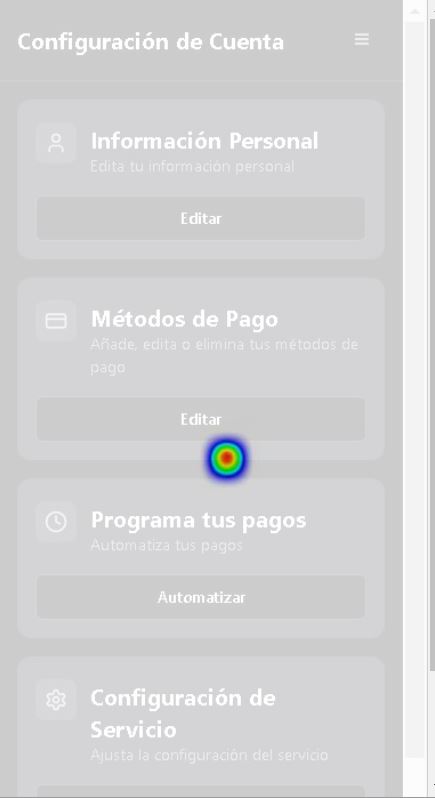 Configuración de Cuenta
Información Personal
Edita tu información personal
Editar
Métodos de Pago
Añade, edita o elimina tus métodos de
pago
Editar
Programa tus pagos
Automatiza tus pagos
Automatizar
Configuración de
Servicio
Ajusta la configuración del servicio